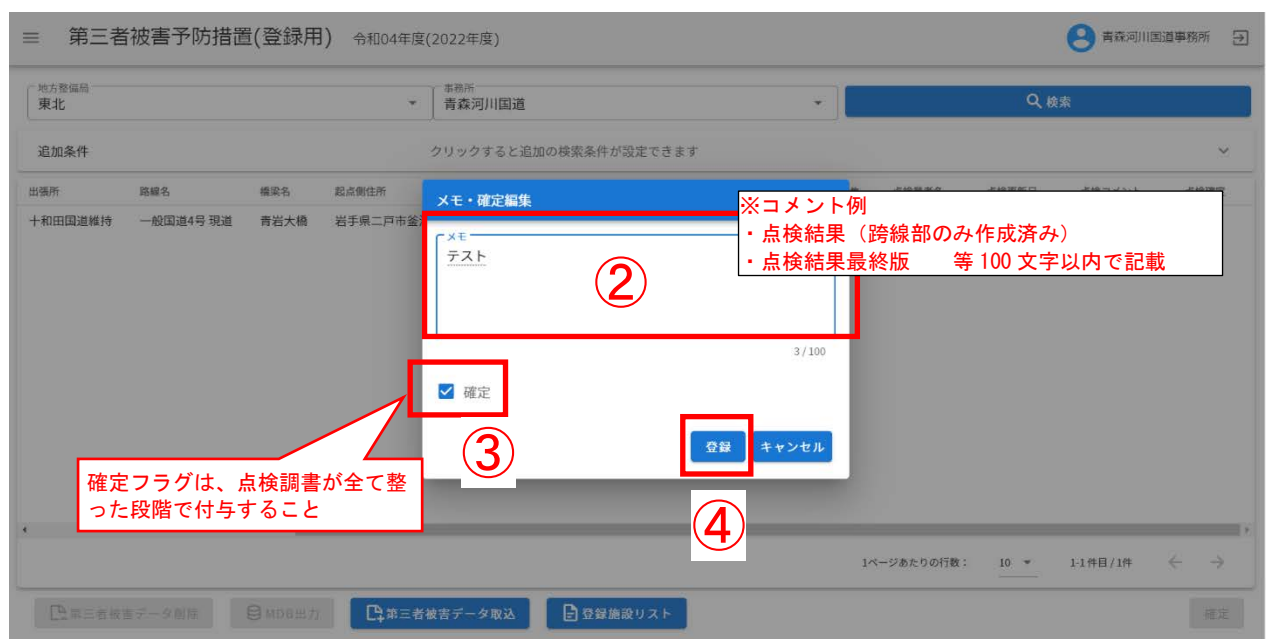 第三者被害予防措置(登録用) 令和04年度(2022年度)
青森河川国道事務所
地方整備局
東北
事務所
青森河川国道
検索
追加条件
クリックすると追加の検索条件が設定できます
出張所 路線名 橋梁名 起点側住所
十和田国道維持 一般国道4号 現道 青岩大橋 岩手県二戸市釜
メモ・確定編集
※コメント例
・点検結果（跨線部のみ作成済み）
・点検結果最終版 等100文字以内で記載
メモ
テスト
②
3 / 100
確定
③
登録
キャンセル
④
確定フラグは、点検調書が全て整
った段階で付与すること
1ページあたりの行数： 10 1-1 件目 / 1件
第三者被害データ削除
MDB出力
第三者被害データ取込
登録施設リスト
確定